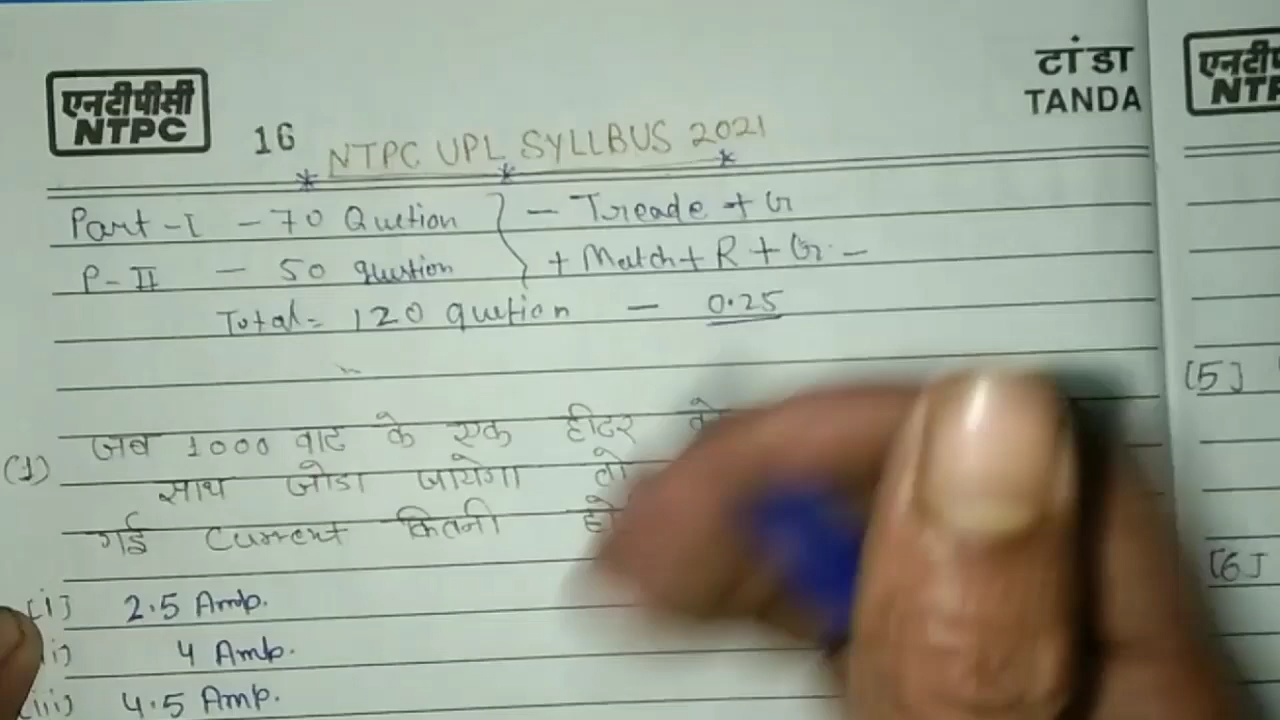 एनटीपीसी
NTPC
टांडा
TANDA
16
NTPC UPL SYLLBUS 2021
Part-I - 70 Quetion - Treade + G
P-II - 50 question + Match + R + G. -
Total = 120 quetion - 0.25
(1) जब 1000 वाट के एक हीटर
साथ जोडा जायेगा तो
गई Current कितनी
[i] 2.5 Amp.
4 Amp.
(iii) 4.5 Amp.
NT
[5]
[6]